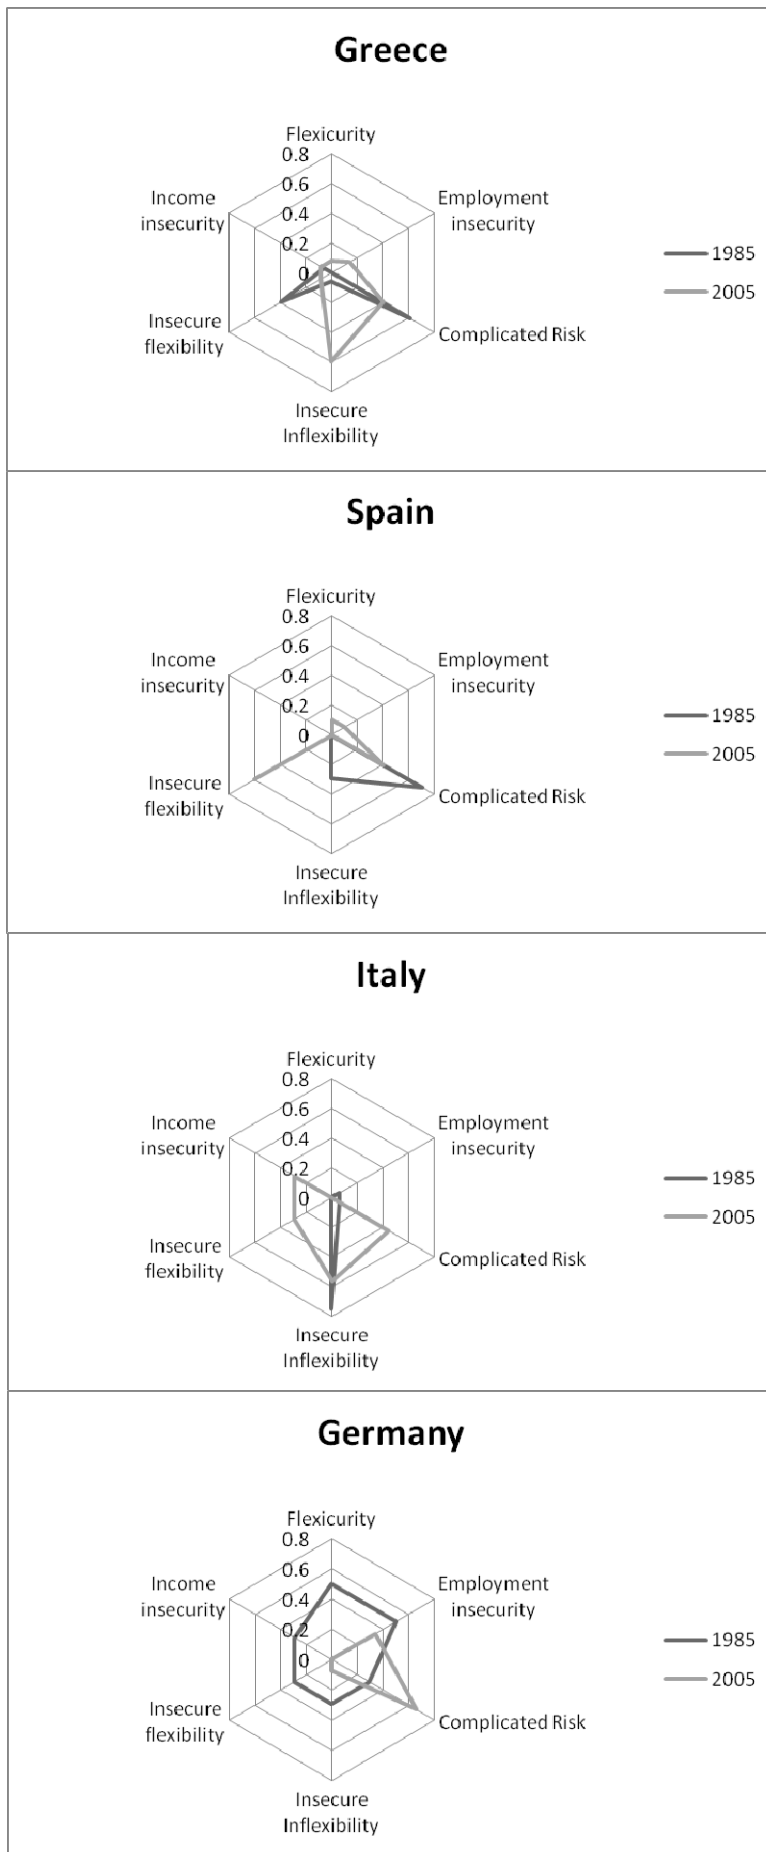 Greece
Flexicurity
0.8
0.6
0.4
0.2
0
Employment
insecurity
Complicated Risk
Insecure
Inflexibility
Insecure
flexibility
Income
insecurity
1985
2005
Spain
Flexicurity
0.8
0.6
0.4
0.2
0
Employment
insecurity
Complicated Risk
Insecure
Inflexibility
Insecure
flexibility
Income
insecurity
1985
2005
Italy
Flexicurity
0.8
0.6
0.4
0.2
0
Employment
insecurity
Complicated Risk
Insecure
Inflexibility
Insecure
flexibility
Income
insecurity
1985
2005
Germany
Flexicurity
0.8
0.6
0.4
0.2
0
Employment
insecurity
Complicated Risk
Insecure
Inflexibility
Insecure
flexibility
Income
insecurity
1985
2005